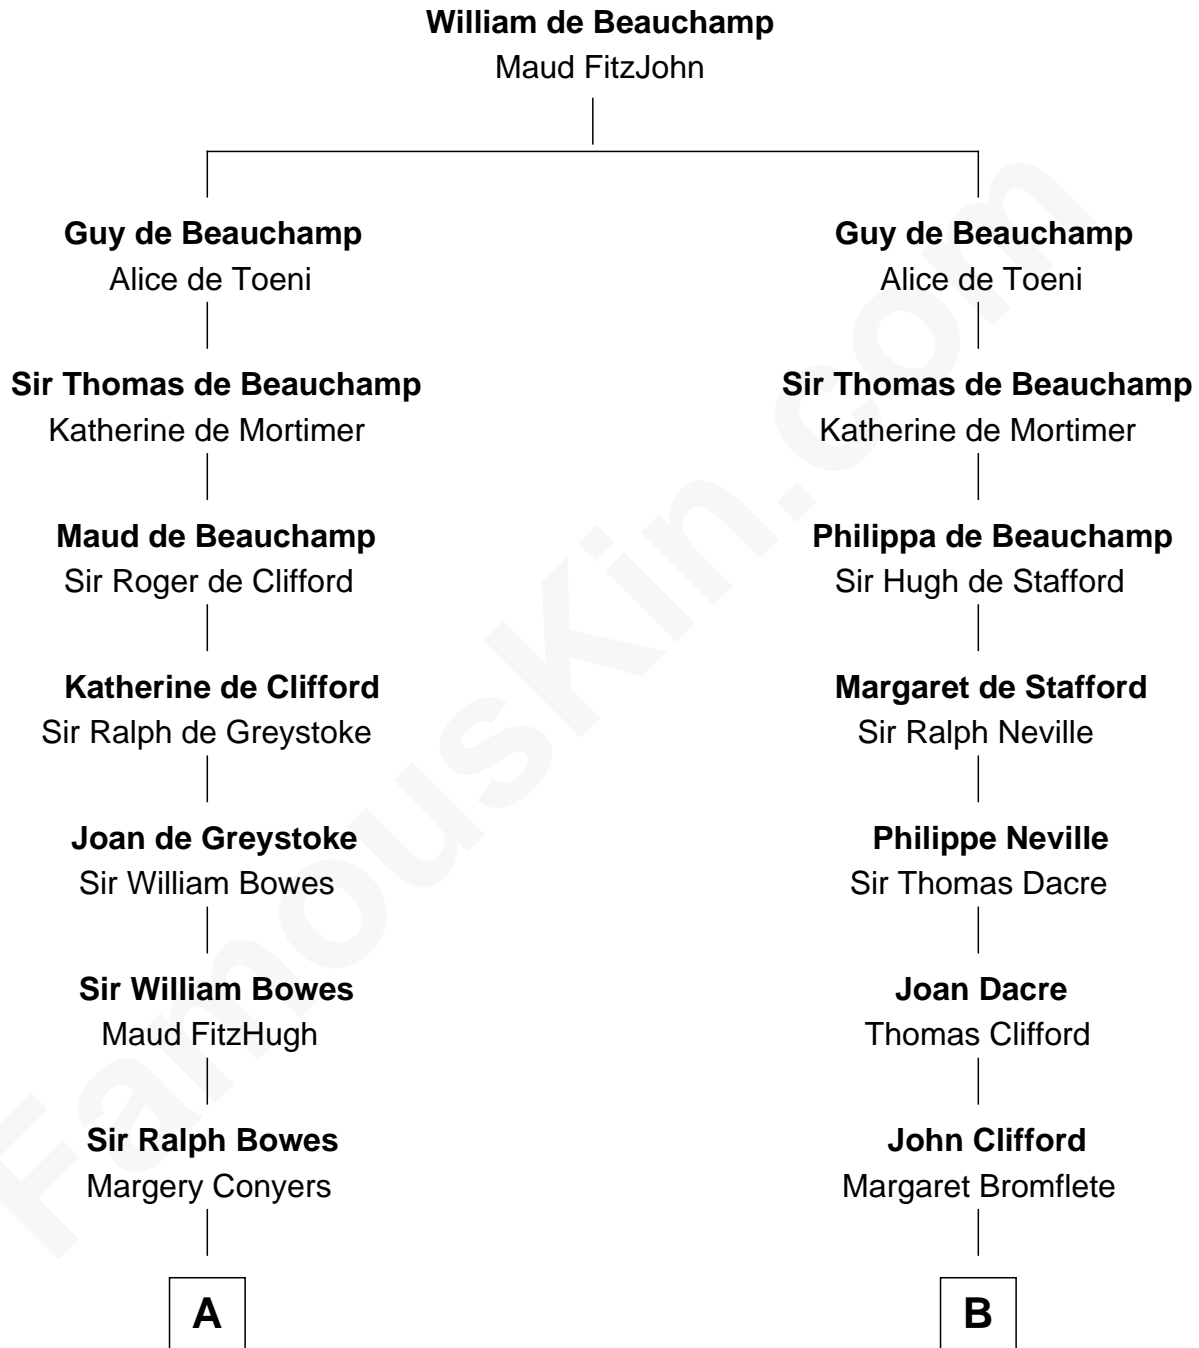 William de Beauchamp
Maud FitzJohn
Guy de Beauchamp
Alice de Toeni
Sir Thomas de Beauchamp
Katherine de Mortimer
Maud de Beauchamp
Sir Roger de Clifford
Katherine de Clifford
Sir Ralph de Greystoke
Joan de Greystoke
Sir William Bowes
Sir William Bowes
Maud FitzHugh
Sir Ralph Bowes
Margery Conyers
A
Guy de Beauchamp
Alice de Toeni
Sir Thomas de Beauchamp
Katherine de Mortimer
Philippa de Beauchamp
Sir Hugh de Stafford
Margaret de Stafford
Sir Ralph Neville
Philippe Neville
Sir Thomas Dacre
Joan Dacre
Thomas Clifford
John Clifford
Margaret Bromflete
B
FamousKin.com